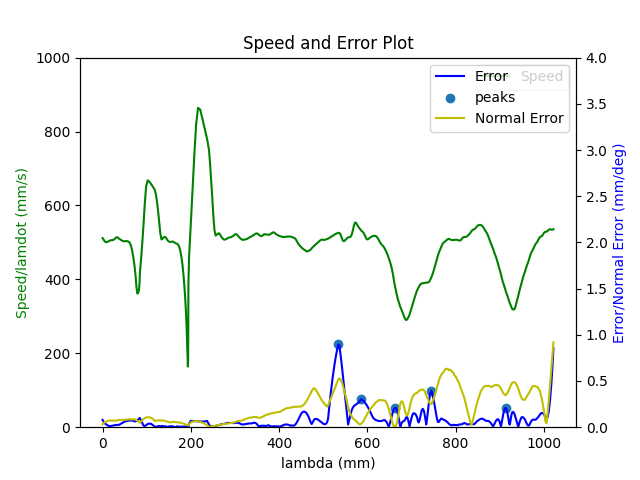 Speed and Error Plot
1000
800
600
400
200
0
Speed/lamdot (mm/s)
4.0
3.5
3.0
2.5
2.0
1.5
1.0
0.5
0.0
Error/Normal Error (mm/deg)
Speed
Error
peaks
Normal Error
0 200 400 600 800 1000
lambda (mm)